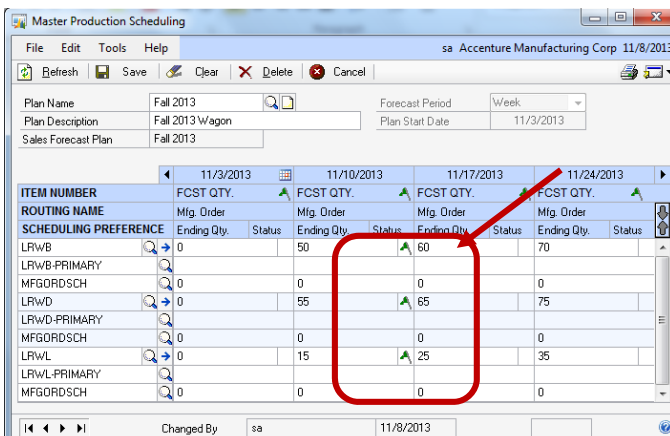 Master Production Scheduling
File Edit Tools Help sa Accenture Manufacturing Corp 11/8/2013
Refresh Save Clear Delete Cancel
Plan Name Fall 2013 Forecast Period Week
Plan Description Fall 2013 Wagon Plan Start Date 11/3/2013
Sales Forecast Plan Fall 2013
11/3/2013 11/10/2013 11/17/2013 11/24/2013
ITEM NUMBER FCST QTY. FCST QTY. FCST QTY. FCST QTY.
ROUTING NAME Mfg. Order Mfg. Order Mfg. Order Mfg. Order
SCHEDULING PREFERENCE Ending Qty. Status Ending Qty. Status Ending Qty. Status Ending Qty. Status
LRWB 0 50 60 70
LRWB-PRIMARY
MFGORDSCH 0 0 0 0
LRWD 0 55 65 75
LRWD-PRIMARY
MFGORDSCH 0 0 0 0
LRWL 0 15 25 35
LRWL-PRIMARY
MFGORDSCH 0 0 0 0
Changed By sa 11/8/2013